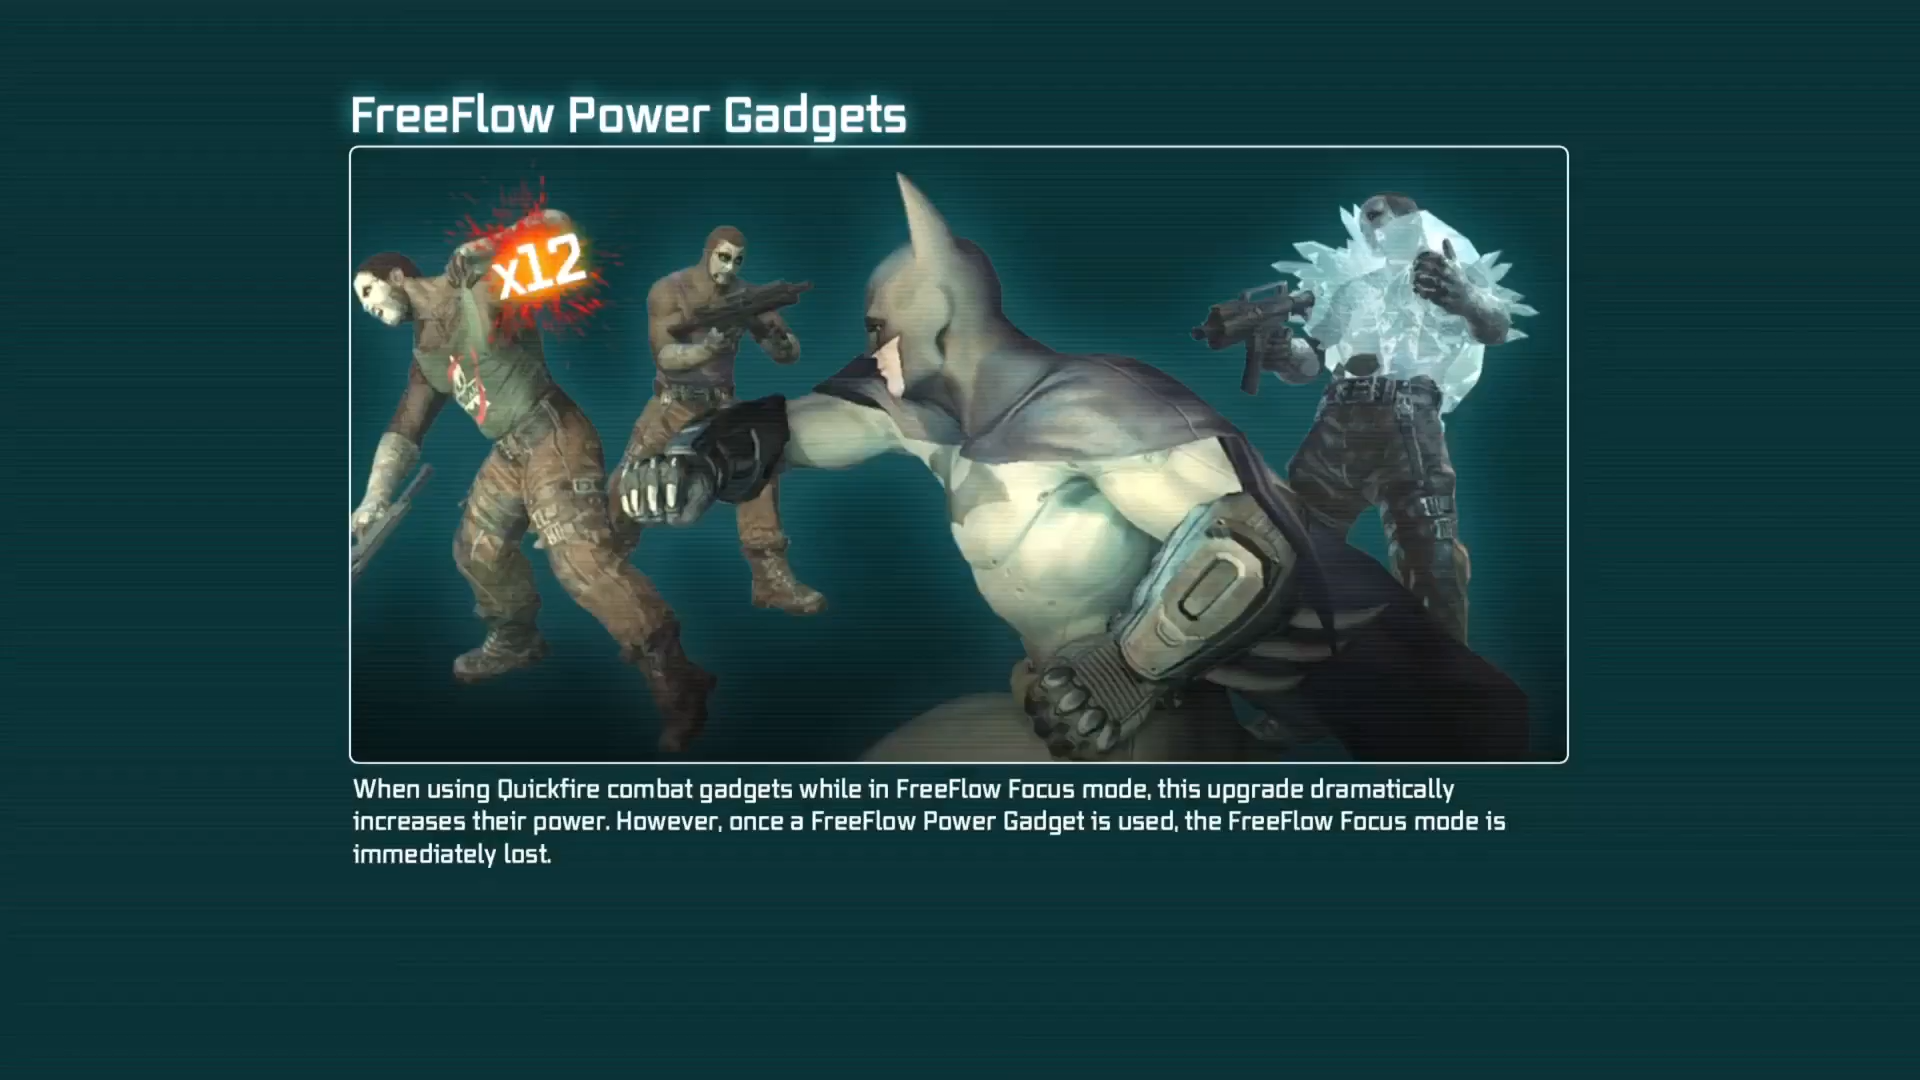 FreeFlow Power Gadgets
x12
When using Quickfire combat gadgets while in FreeFlow Focus mode, this upgrade dramatically
increases their power. However, once a FreeFlow Power Gadget is used, the FreeFlow Focus mode is
immediately lost.